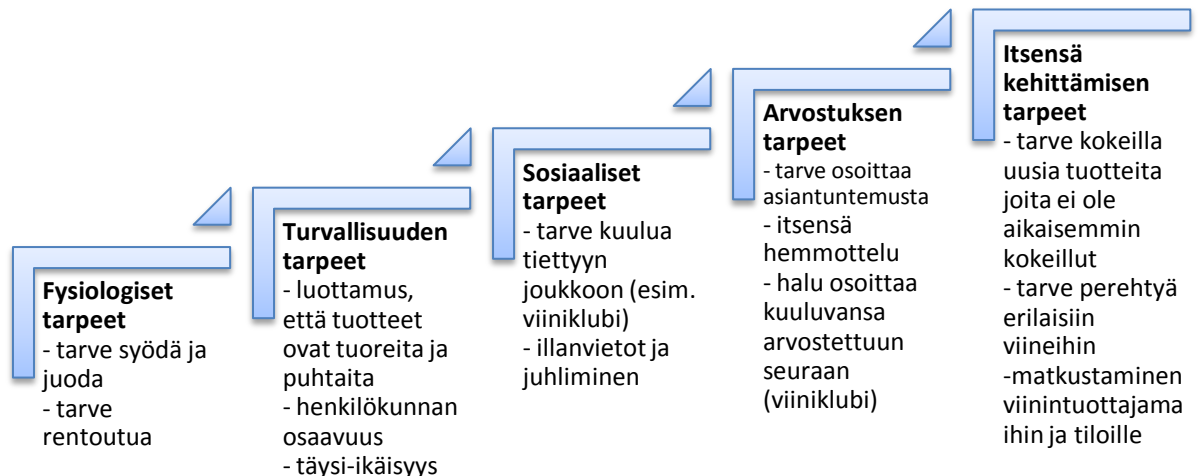 Fysiologiset
tarpeet
- tarve syödä ja
juoda
- tarve
rentoutua
Turvallisuuden
tarpeet
- luottamus,
että tuotteet
ovat tuoreita ja
puhtaita
- henkilökunnan
osaavuus
- täysi-ikäisyys
Sosiaaliset
tarpeet
- tarve kuulua
tiettyyn
joukkoon (esim.
viiniklubi)
- illanvietot ja
juhliminen
Arvostuksen
tarpeet
- tarve osoittaa
asiantuntemusta
- itsensä
hemmottelu
- halu osoittaa
kuuluvansa
arvostettuun
seuraan
(viiniklubi)
Itsensä
kehittämisen
tarpeet
- tarve kokeilla
uusia tuotteita
joita ei ole
aikaisemmin
kokeillut
- tarve perehtyä
erilaisiin
viineihin
-matkustaminen
viinintuottajama
ihin ja tiloille